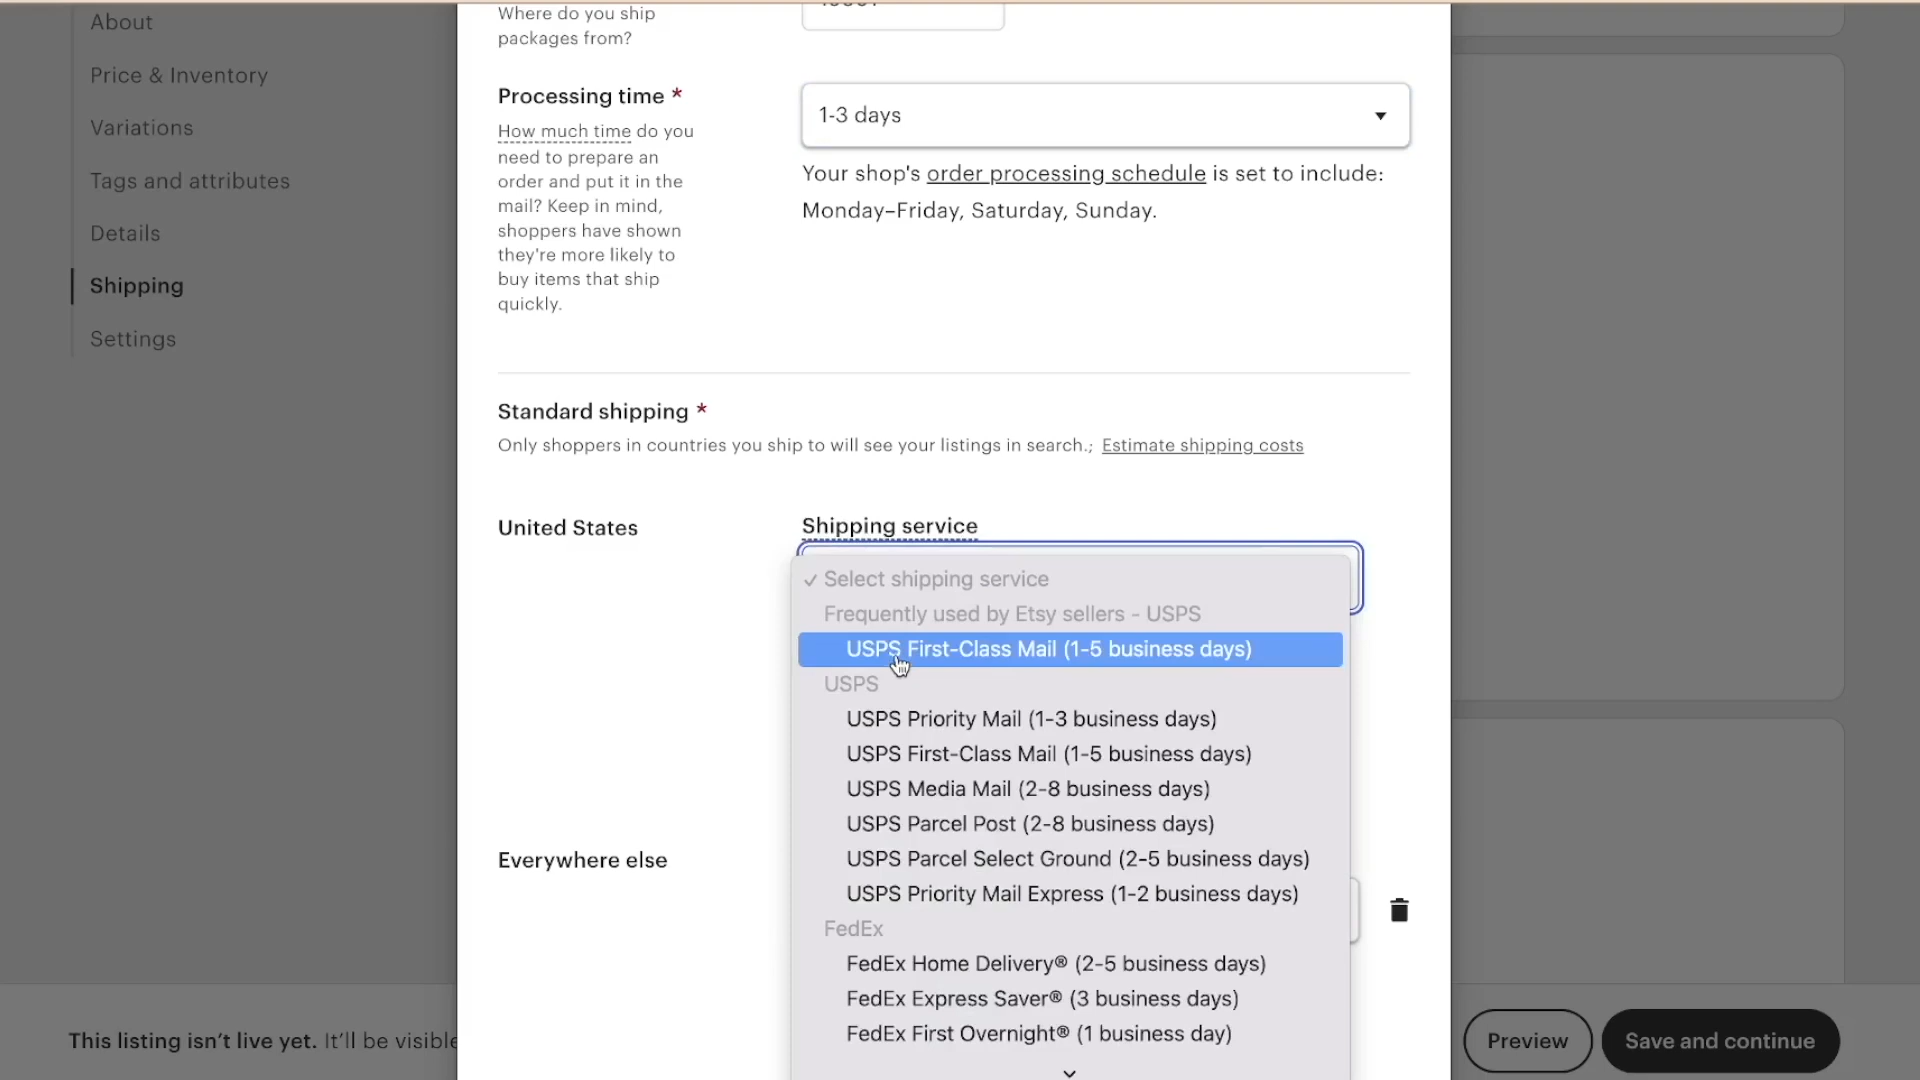 About
Price & Inventory
Variations
Tags and attributes
Details
Shipping
Settings
Where do you ship
packages from?
Processing time *
How much time do you
need to prepare an
order and put it in the
mail? Keep in mind,
shoppers have shown
they're more likely to
buy items that ship
quickly.
1-3 days
Your shop's order processing schedule is set to include:
Monday–Friday, Saturday, Sunday.
Standard shipping *
Only shoppers in countries you ship to will see your listings in search.; Estimate shipping costs
United States
Shipping service
✓ Select shipping service
Frequently used by Etsy sellers - USPS
USPS First-Class Mail (1-5 business days)
USPS
USPS Priority Mail (1-3 business days)
USPS First-Class Mail (1-5 business days)
USPS Media Mail (2-8 business days)
USPS Parcel Post (2-8 business days)
USPS Parcel Select Ground (2-5 business days)
USPS Priority Mail Express (1-2 business days)
FedEx
FedEx Home Delivery® (2-5 business days)
FedEx Express Saver® (3 business days)
FedEx First Overnight® (1 business day)
Everywhere else
This listing isn't live yet. It'll be visible
Preview
Save and continue